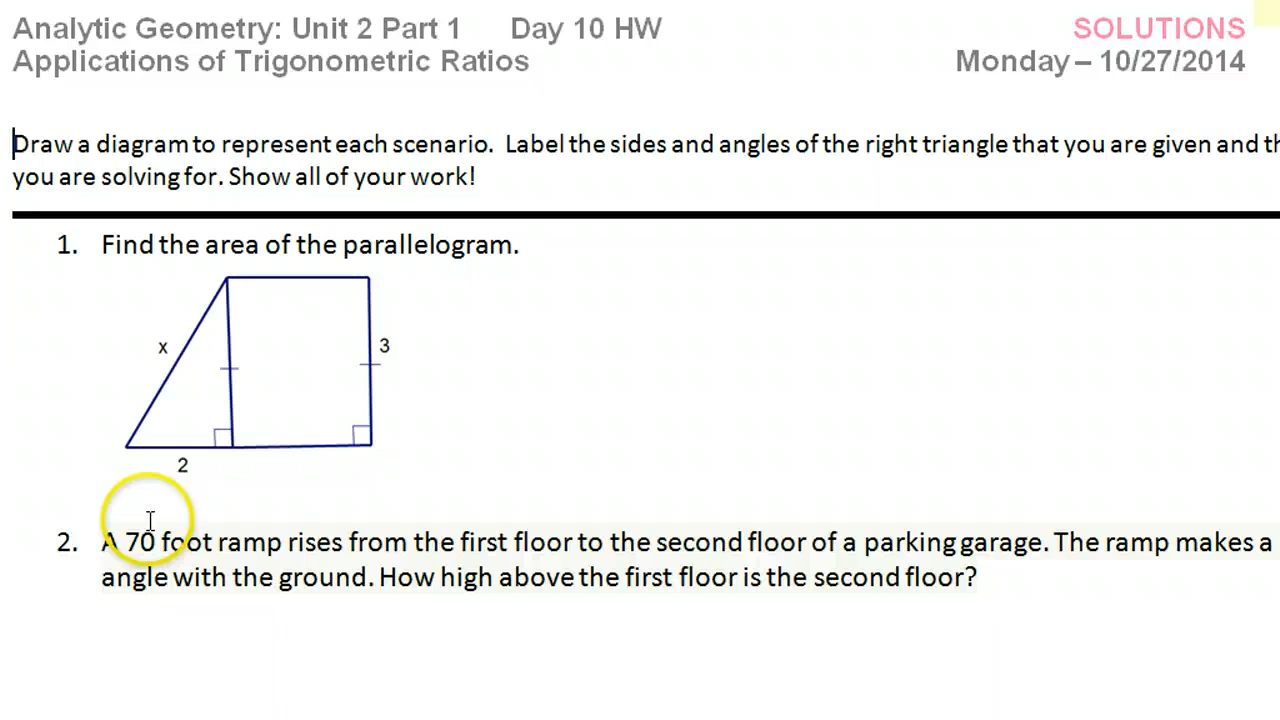 Analytic Geometry: Unit 2 Part 1 Day 10 HW SOLUTIONS
Applications of Trigonometric Ratios Monday – 10/27/2014
Draw a diagram to represent each scenario. Label the sides and angles of the right triangle that you are given and th
you are solving for. Show all of your work!
1. Find the area of the parallelogram.
x
3
2
2. A 70 foot ramp rises from the first floor to the second floor of a parking garage. The ramp makes a
angle with the ground. How high above the first floor is the second floor?